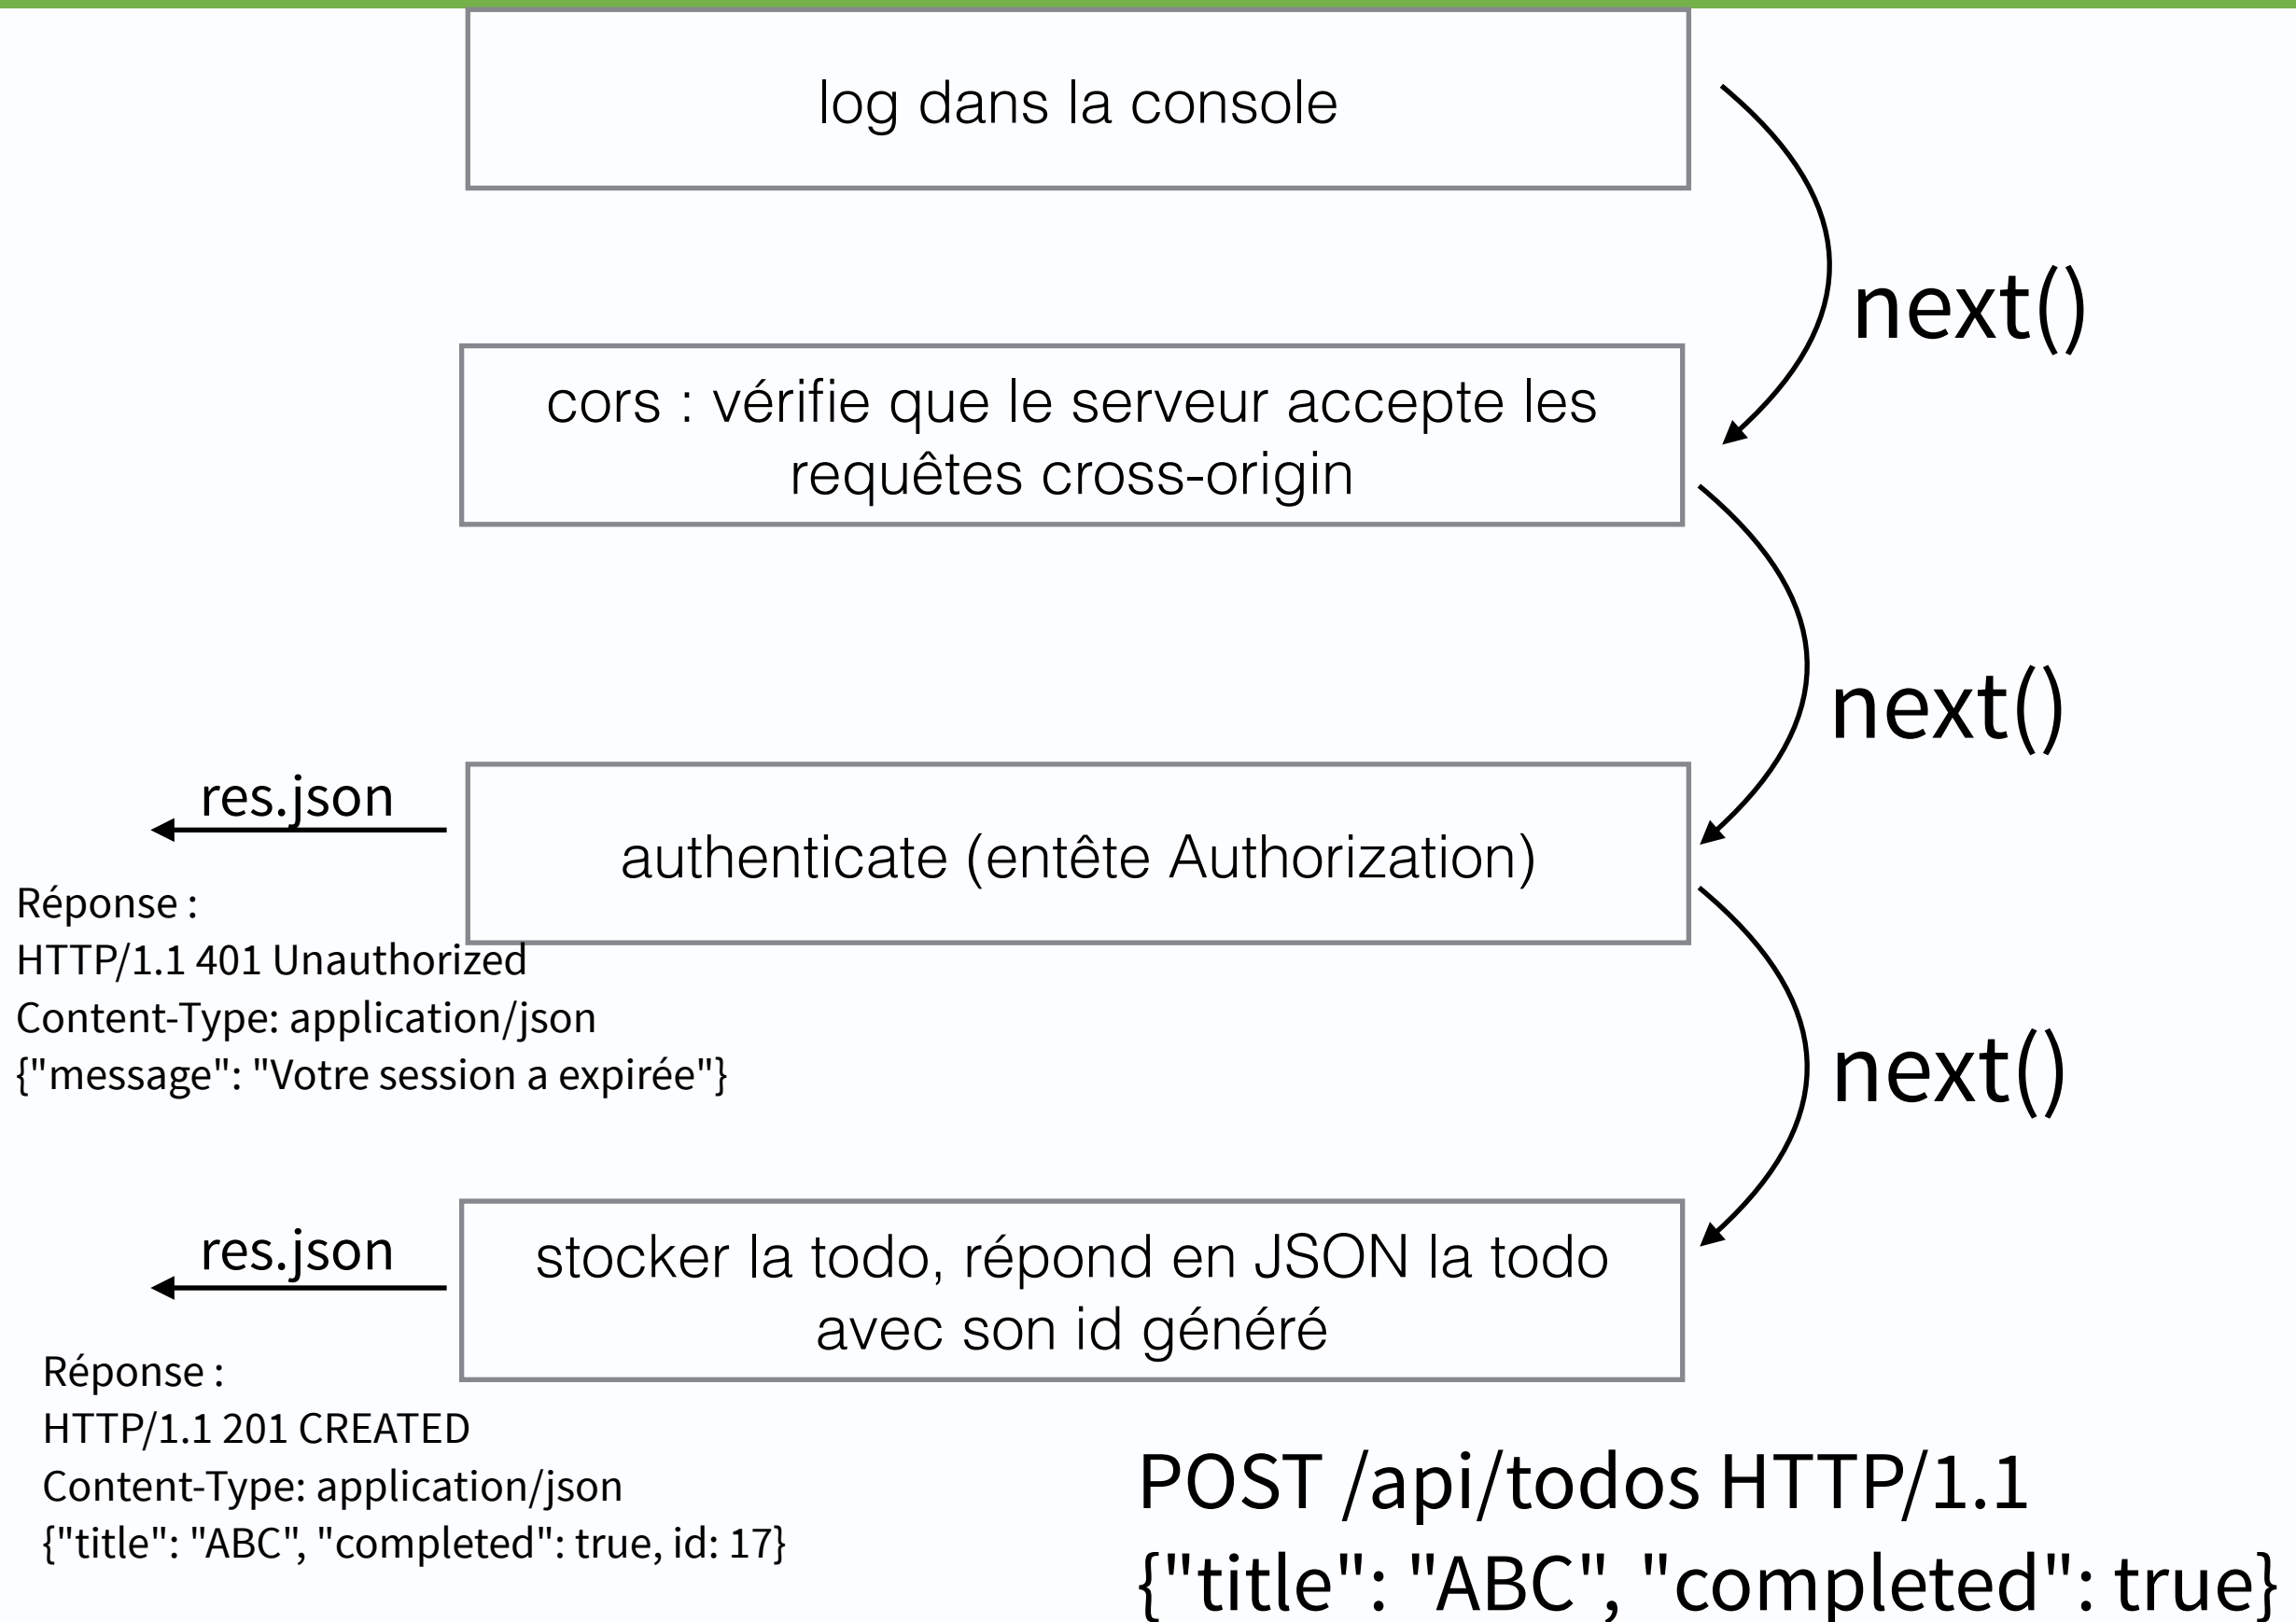 log dans la console
next()
cors : vérifie que le serveur accepte les
requêtes cross-origin
next()
res.json
authenticate (entête Authorization)
Réponse :
HTTP/1.1 401 Unauthorized
Content-Type: application/json
{"message": "Votre session a expirée"}
next()
res.json
stocker la todo, répond en JSON la todo
avec son id généré
Réponse :
HTTP/1.1 201 CREATED
Content-Type: application/json
{"title": "ABC", "completed": true, id: 17}
POST /api/todos HTTP/1.1
{"title": "ABC", "completed": true}